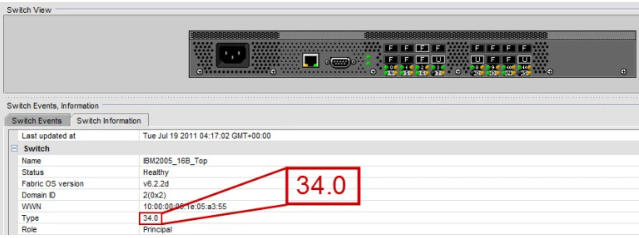 Switch View
F F F F F F F F
F F F U U F F U
Switch Events, Information
Switch Events Switch Information
Last updated at Tue Jul 19 2011 04:17:02 GMT+00:00
Switch
Name IBM2005_16B_Top
Status Healthy
Fabric OS version v6.2.2d
Domain ID 2(0x2)
WWN 10:00:00:05:1e:05:a3:55
Type 34.0
34.0
Role Principal